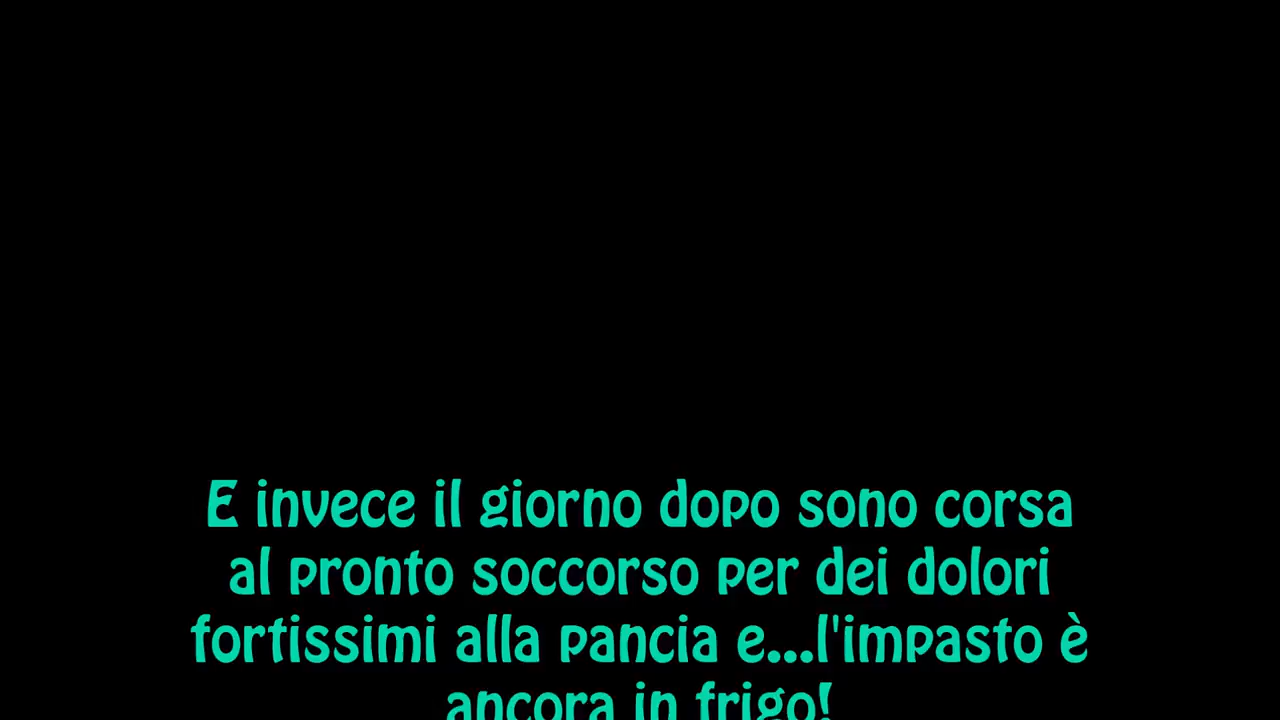 E invece il giorno dopo sono corsa
al pronto soccorso per dei dolori
fortissimi alla pancia e...l'impasto è
ancora in frigo!